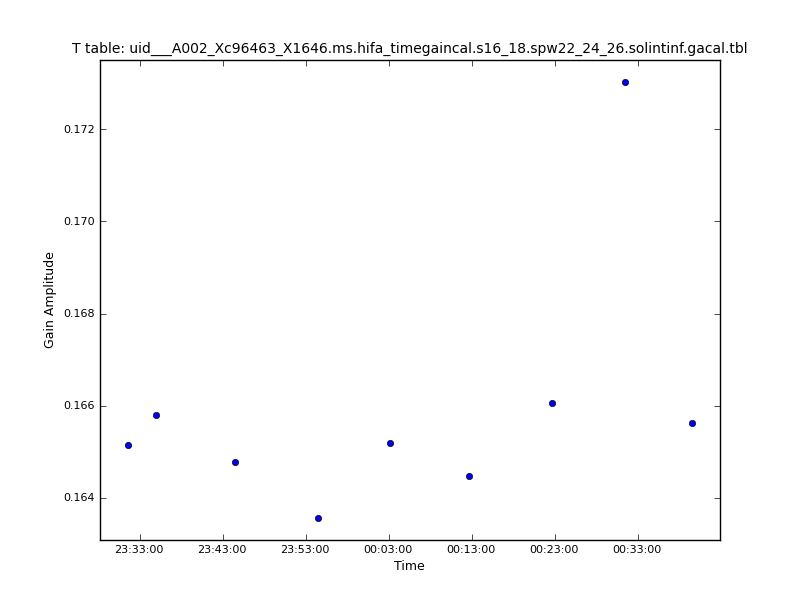 T table: uid___A002_Xc96463_X1646.ms.hifa_timegaincal.s16_18.spw22_24_26.solintinf.gacal.tbl
Gain Amplitude
0.172
0.170
0.168
0.166
0.164
23:33:00 23:43:00 23:53:00 00:03:00 00:13:00 00:23:00 00:33:00
Time